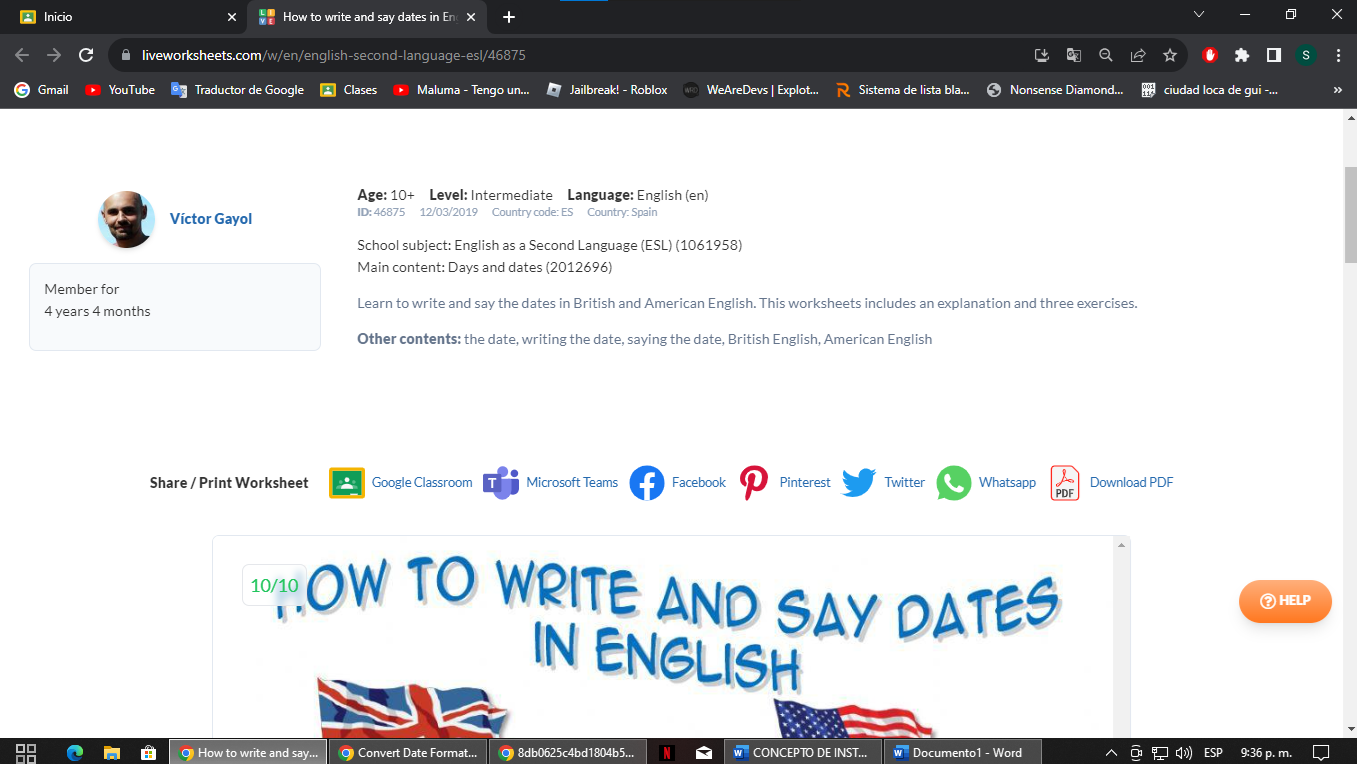 Inicio
How to write and say dates in En
liveworksheets.com/w/en/english-second-language-esl/46875
S
Gmail
YouTube
Traductor de Google
Clases
Maluma - Tengo un...
Jailbreak! - Roblox
WeAreDevs | Explot...
Sistema de lista bla...
Nonsense Diamond...
ciudad loca de gui -...
»
Víctor Gayol
Member for
4 years 4 months
Age: 10+ Level: Intermediate Language: English (en)
ID: 46875 12/03/2019 Country code: ES Country: Spain
School subject: English as a Second Language (ESL) (1061958)
Main content: Days and dates (2012696)
Learn to write and say the dates in British and American English. This worksheets includes an explanation and three exercises.
Other contents: the date, writing the date, saying the date, British English, American English
Share / Print Worksheet
Google Classroom
Microsoft Teams
Facebook
Pinterest
Twitter
Whatsapp
PDF
Download PDF
10/10
HOW TO WRITE AND SAY DATES
IN ENGLISH
HELP
How to write and say...
Convert Date Format...
8db0625c4bd1804b5...
CONCEPTO DE INST...
Documento1 - Word
ESP
9:36 p. m.